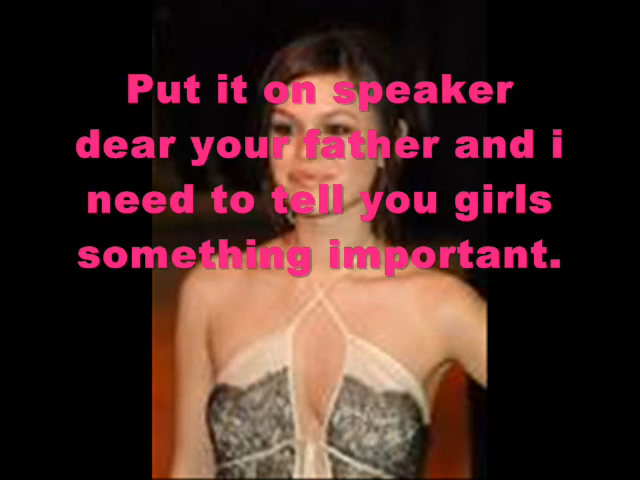 Put it on speaker
dear your father and i
need to tell you girls
something important.